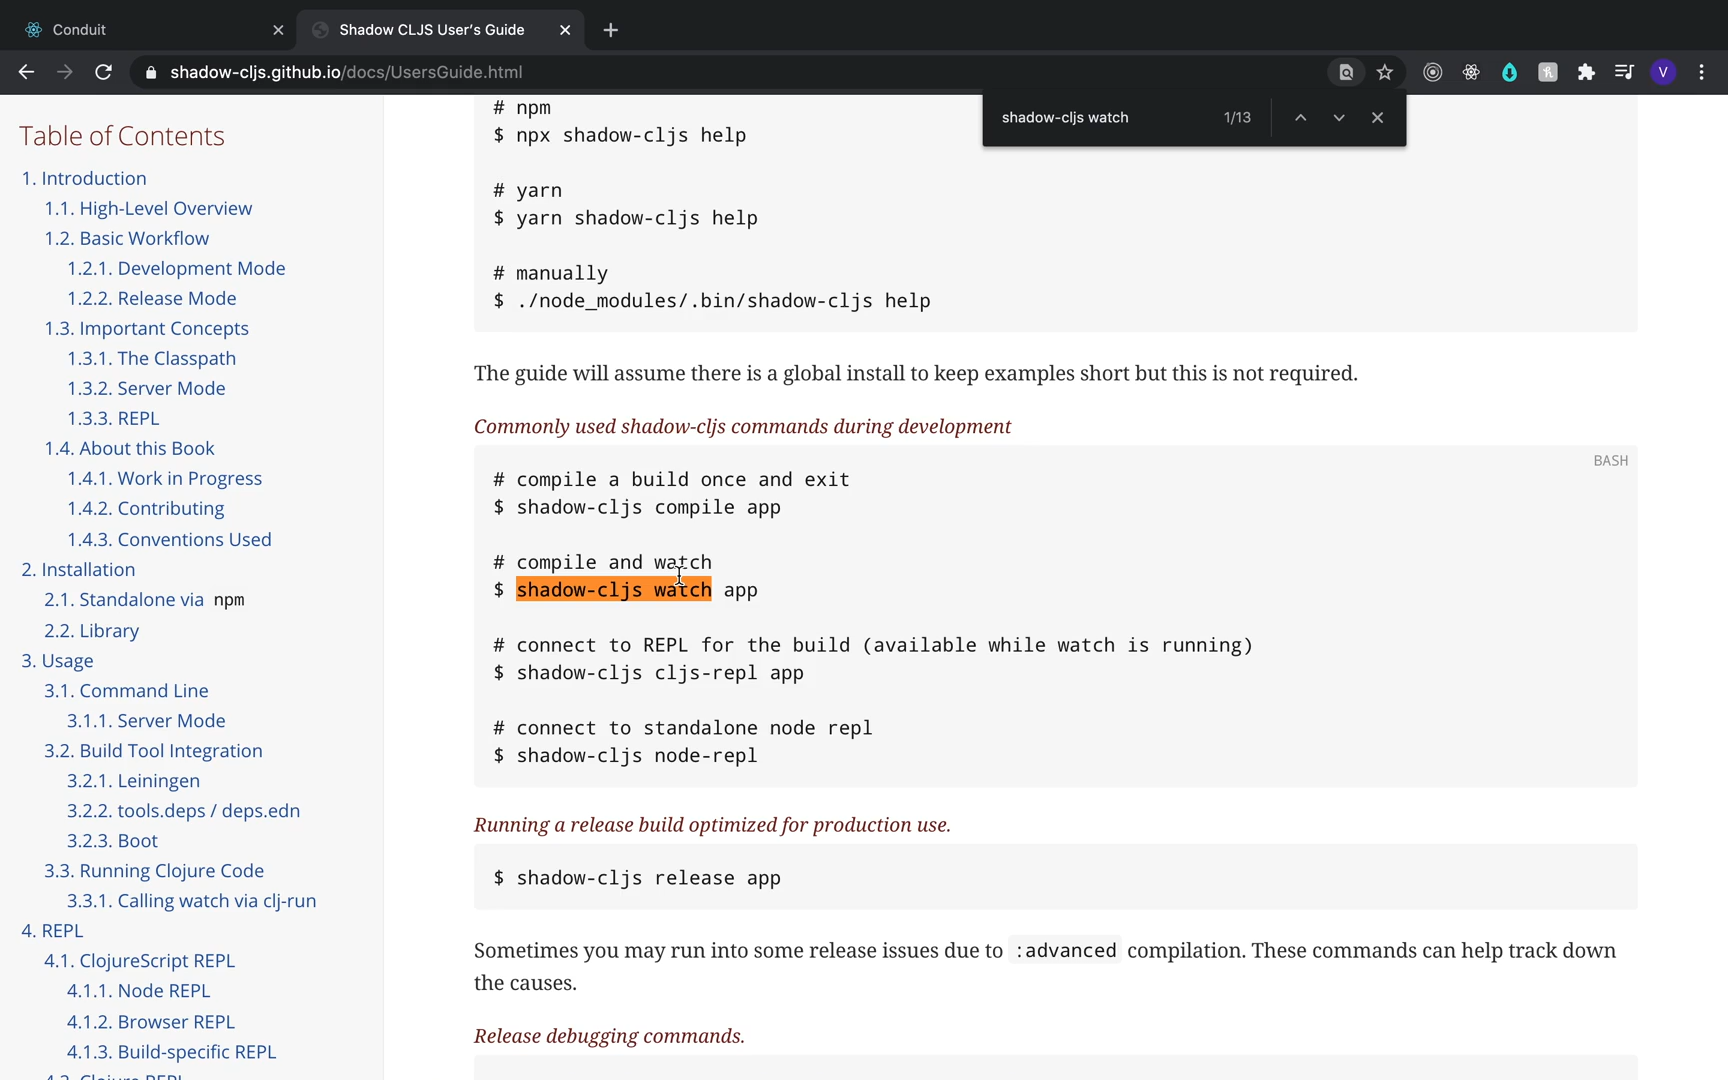 Conduit
Shadow CLJS User's Guide
shadow-cljs.github.io/docs/UsersGuide.html
V
shadow-cljs watch 1/13
Table of Contents
1. Introduction
1.1. High-Level Overview
1.2. Basic Workflow
1.2.1. Development Mode
1.2.2. Release Mode
1.3. Important Concepts
1.3.1. The Classpath
1.3.2. Server Mode
1.3.3. REPL
1.4. About this Book
1.4.1. Work in Progress
1.4.2. Contributing
1.4.3. Conventions Used
2. Installation
2.1. Standalone via npm
2.2. Library
3. Usage
3.1. Command Line
3.1.1. Server Mode
3.2. Build Tool Integration
3.2.1. Leiningen
3.2.2. tools.deps / deps.edn
3.2.3. Boot
3.3. Running Clojure Code
3.3.1. Calling watch via clj-run
4. REPL
4.1. ClojureScript REPL
4.1.1. Node REPL
4.1.2. Browser REPL
4.1.3. Build-specific REPL
4.2. Clojure REPL
# npm
$ npx shadow-cljs help
# yarn
$ yarn shadow-cljs help
# manually
$ ./node_modules/.bin/shadow-cljs help
The guide will assume there is a global install to keep examples short but this is not required.
Commonly used shadow-cljs commands during development
BASH
# compile a build once and exit
$ shadow-cljs compile app
# compile and watch
$ shadow-cljs watch app
# connect to REPL for the build (available while watch is running)
$ shadow-cljs cljs-repl app
# connect to standalone node repl
$ shadow-cljs node-repl
Running a release build optimized for production use.
$ shadow-cljs release app
Sometimes you may run into some release issues due to :advanced compilation. These commands can help track down
the causes.
Release debugging commands.